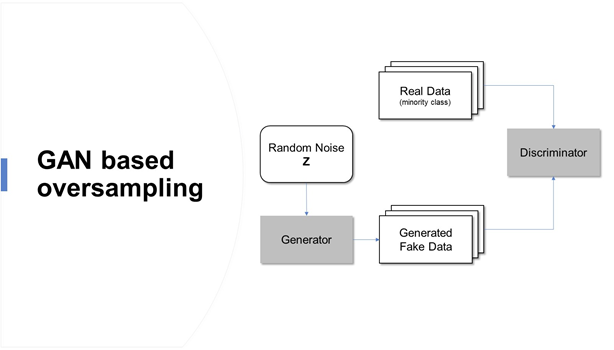 GAN based
oversampling
Real Data
(minority class)
Random Noise
Z
Discriminator
Generator
Generated
Fake Data